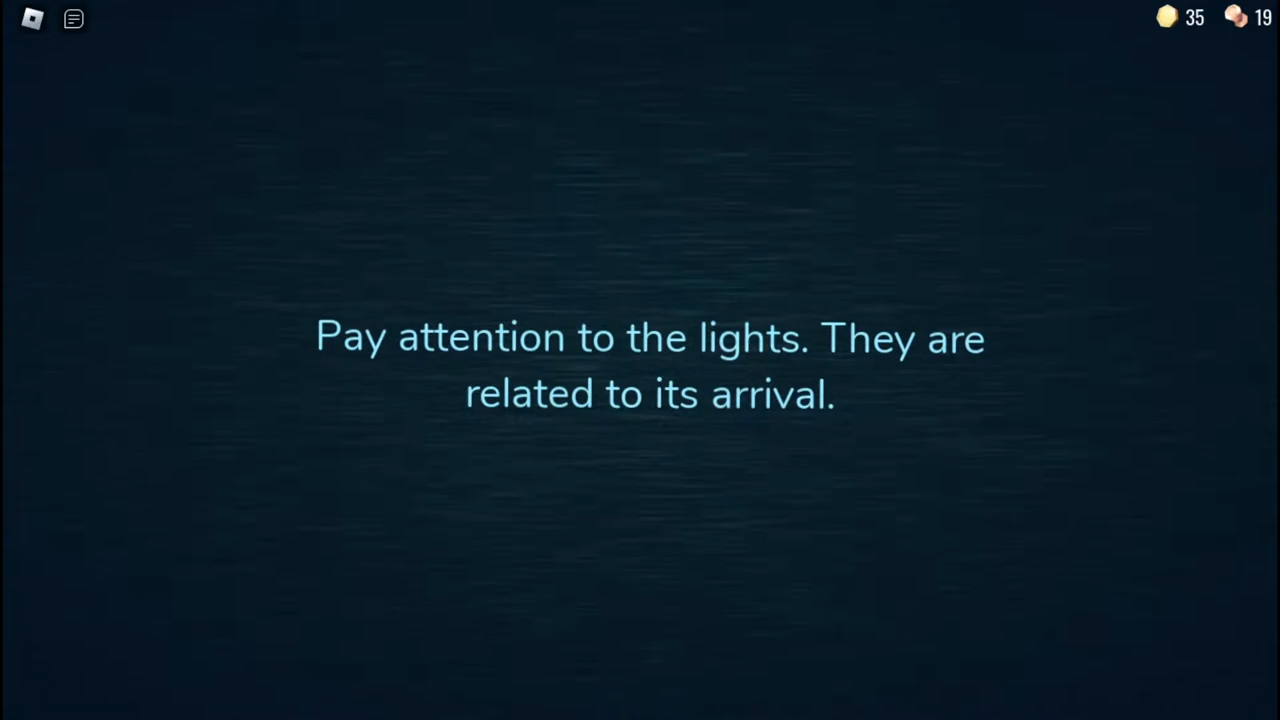 35 19
Pay attention to the lights. They are
related to its arrival.